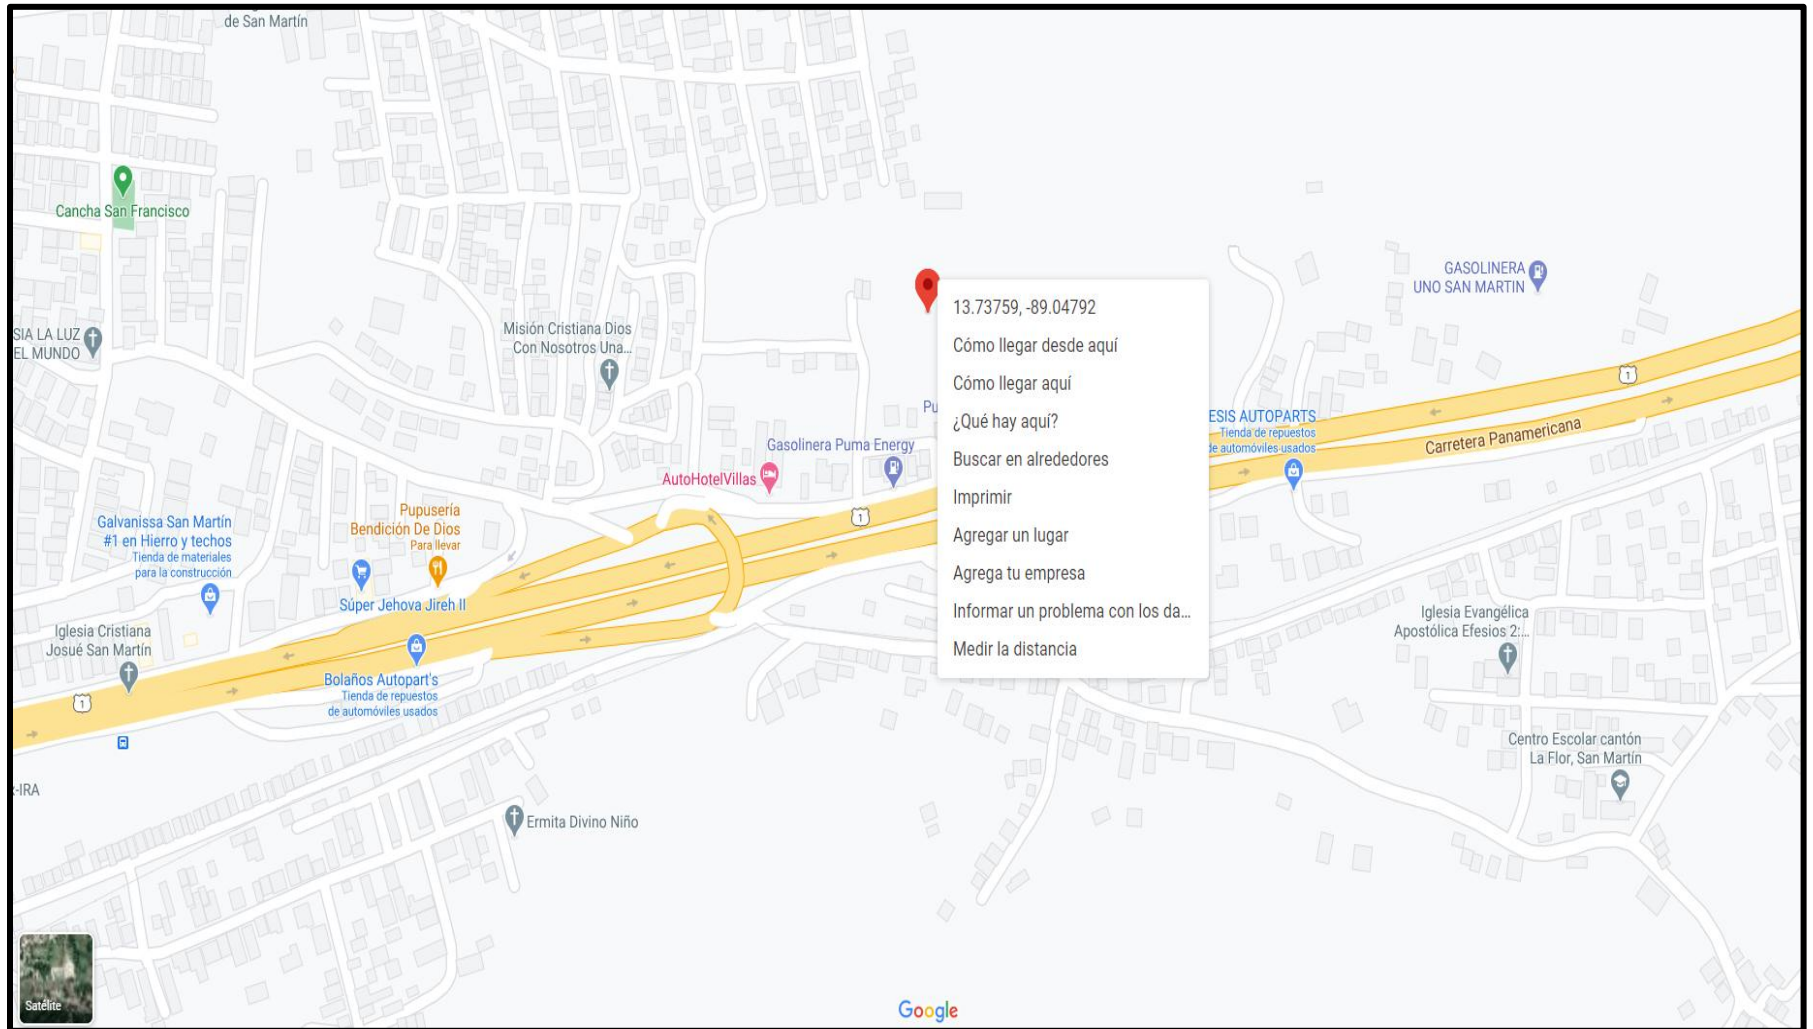 de San Martín
Cancha San Francisco
GASOLINERA
UNO SAN MARTIN
13.73759, -89.04792
Cómo llegar desde aquí
Cómo llegar aquí
¿Qué hay aquí?
Buscar en alrededores
Imprimir
Agregar un lugar
Agrega tu empresa
Informar un problema con los da...
Medir la distancia
SIA LA LUZ
EL MUNDO
Misión Cristiana Dios
Con Nosotros Una...
1
Pu
ESIS AUTOPARTS
Tienda de repuestos
de automóviles usados
Carretera Panamericana
Gasolinera Puma Energy
AutoHotelVillas
1
Pupusería
Bendición De Dios
Para llevar
Galvanissa San Martín
#1 en Hierro y techos
Tienda de materiales
para la construcción
Súper Jehova Jireh II
Iglesia Cristiana
Josué San Martín
Iglesia Evangélica
Apostólica Efesios 2:...
Bolaños Autopart's
Tienda de repuestos
de automóviles usados
1
Centro Escolar cantón
La Flor, San Martín
-IRA
Ermita Divino Niño
Satélite
Google